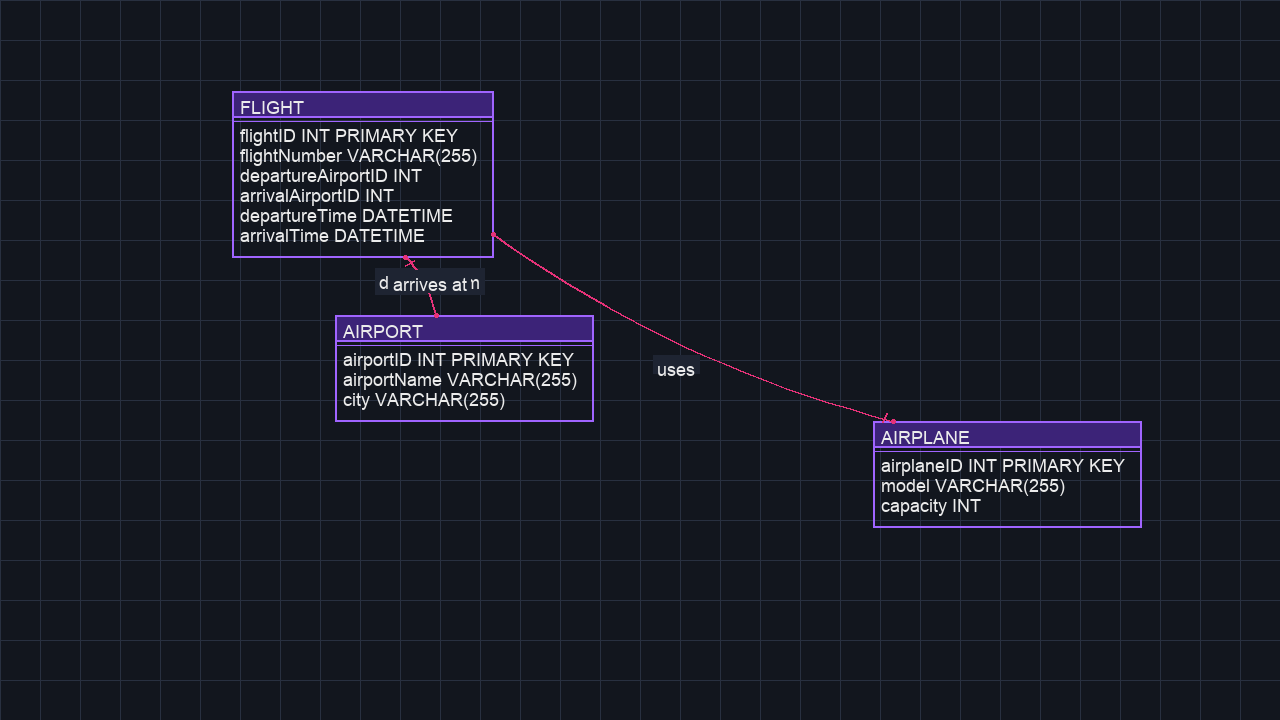 FLIGHT
flightID INT PRIMARY KEY
flightNumber VARCHAR(255)
departureAirportID INT
arrivalAirportID INT
departureTime DATETIME
arrivalTime DATETIME
arrives at
AIRPORT
airportID INT PRIMARY KEY
airportName VARCHAR(255)
city VARCHAR(255)
uses
AIRPLANE
airplaneID INT PRIMARY KEY
model VARCHAR(255)
capacity INT